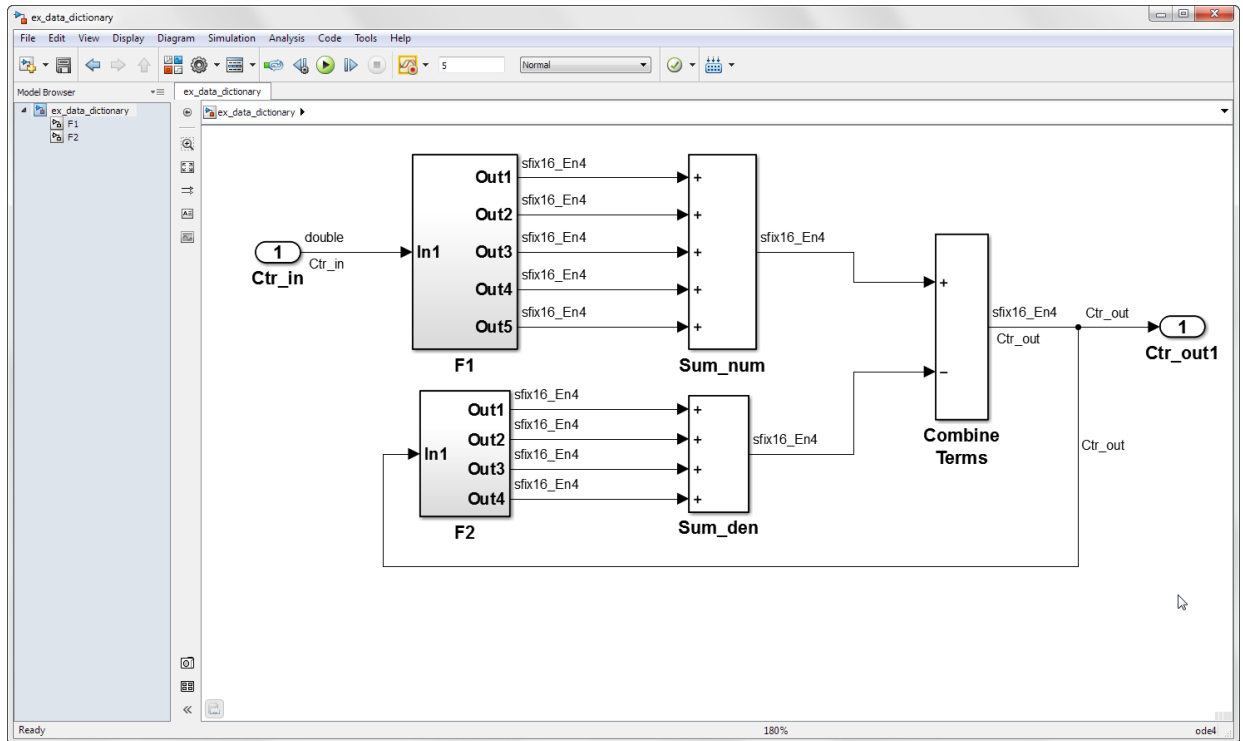 ex_data_dictionary
File Edit View Display Diagram Simulation Analysis Code Tools Help
5 Normal
Model Browser ex_data_dictionary
ex_data_dictionary
F1
F2
ex_data_dictionary
sfix16_En4
Out1 +
sfix16_En4
Out2 +
double sfix16_En4 sfix16_En4
1 In1 Out3 +
Ctr_in
Ctr_in
sfix16_En4
Out4 + +
sfix16_En4 sfix16_En4 Ctr_out
Out5 + 1
Ctr_out
Ctr_out1
F1 Sum_num
-
sfix16_En4
Out1 +
sfix16_En4
Out2 + sfix16_En4 Combine
Ctr_out
In1 sfix16_En4 Terms
Out3 +
sfix16_En4
Out4 +
F2 Sum_den
Ready 180% ode4